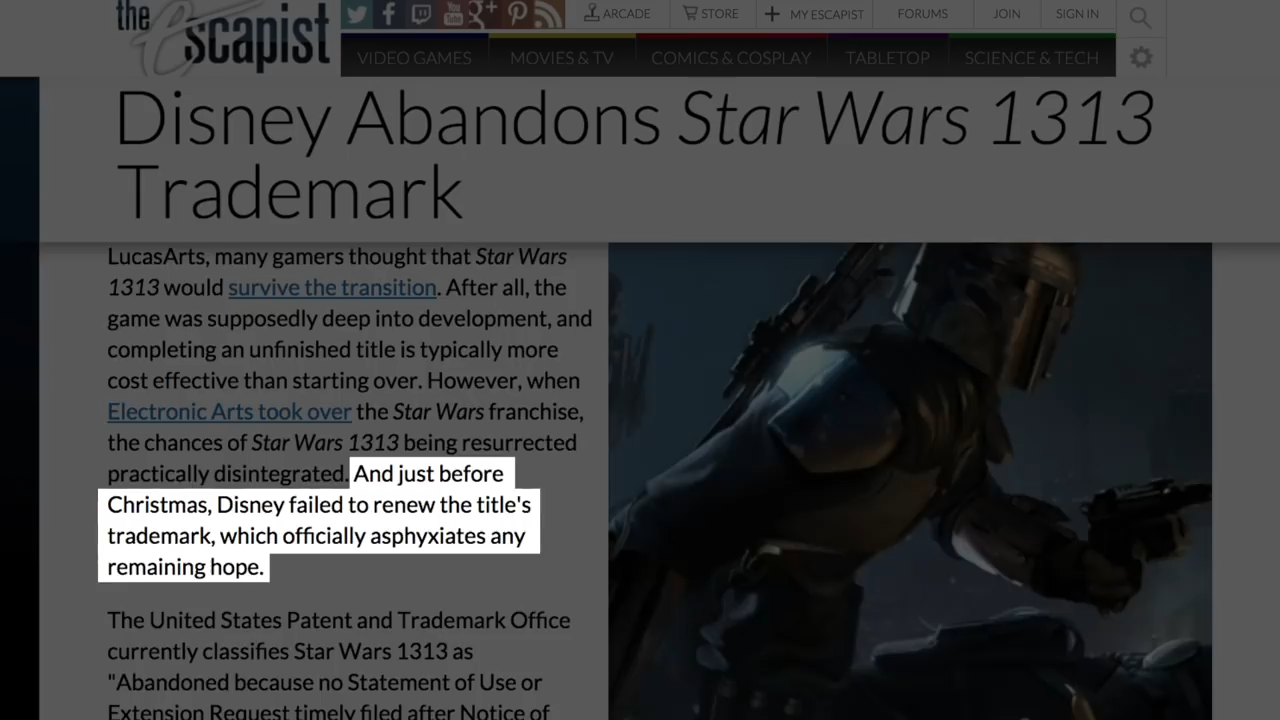 the Escapist
You Tube
g+
ARCADE
STORE
MY ESCAPIST
FORUMS
JOIN
SIGN IN
VIDEO GAMES
MOVIES & TV
COMICS & COSPLAY
TABLETOP
SCIENCE & TECH
Disney Abandons Star Wars 1313
Trademark
LucasArts, many gamers thought that Star Wars
1313 would survive the transition. After all, the
game was supposedly deep into development, and
completing an unfinished title is typically more
cost effective than starting over. However, when
Electronic Arts took over the Star Wars franchise,
the chances of Star Wars 1313 being resurrected
practically disintegrated. And just before
Christmas, Disney failed to renew the title's
trademark, which officially asphyxiates any
remaining hope.
The United States Patent and Trademark Office
currently classifies Star Wars 1313 as
"Abandoned because no Statement of Use or
Extension Request timely filed after Notice of